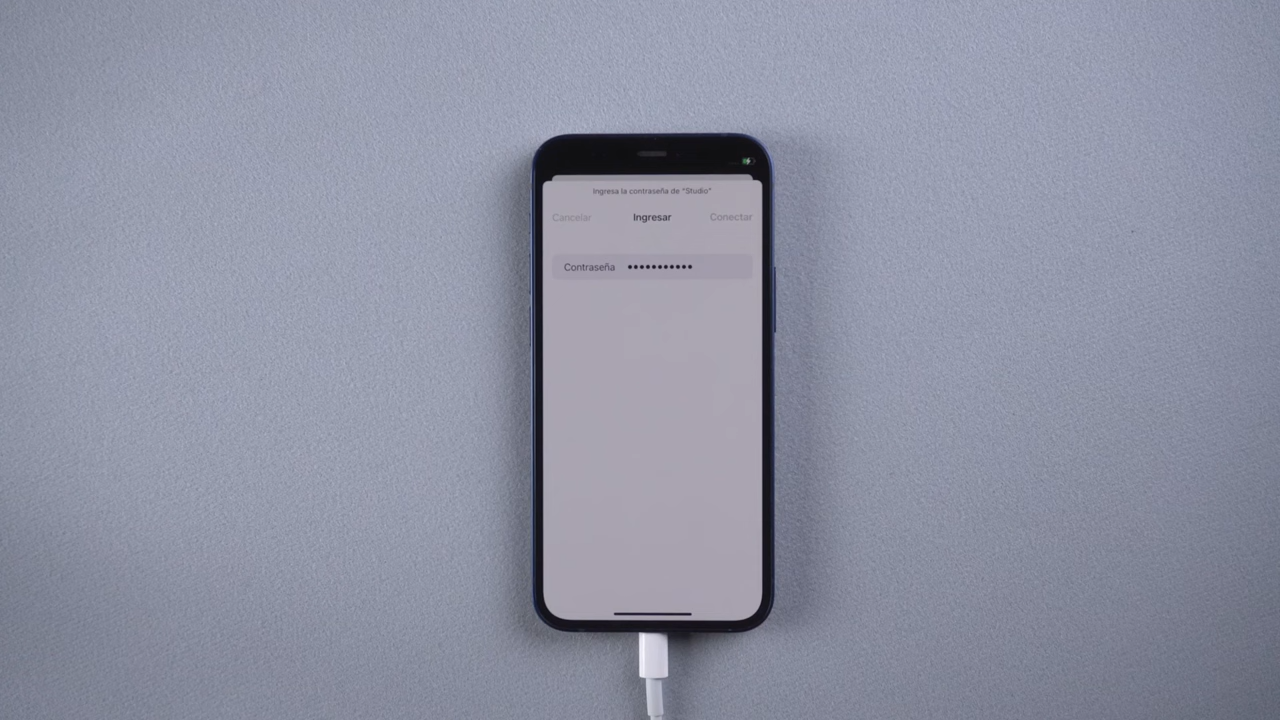 Ingresa la contraseña de "Studio"
Cancelar Ingresar Conectar
Contraseña •••••••••••